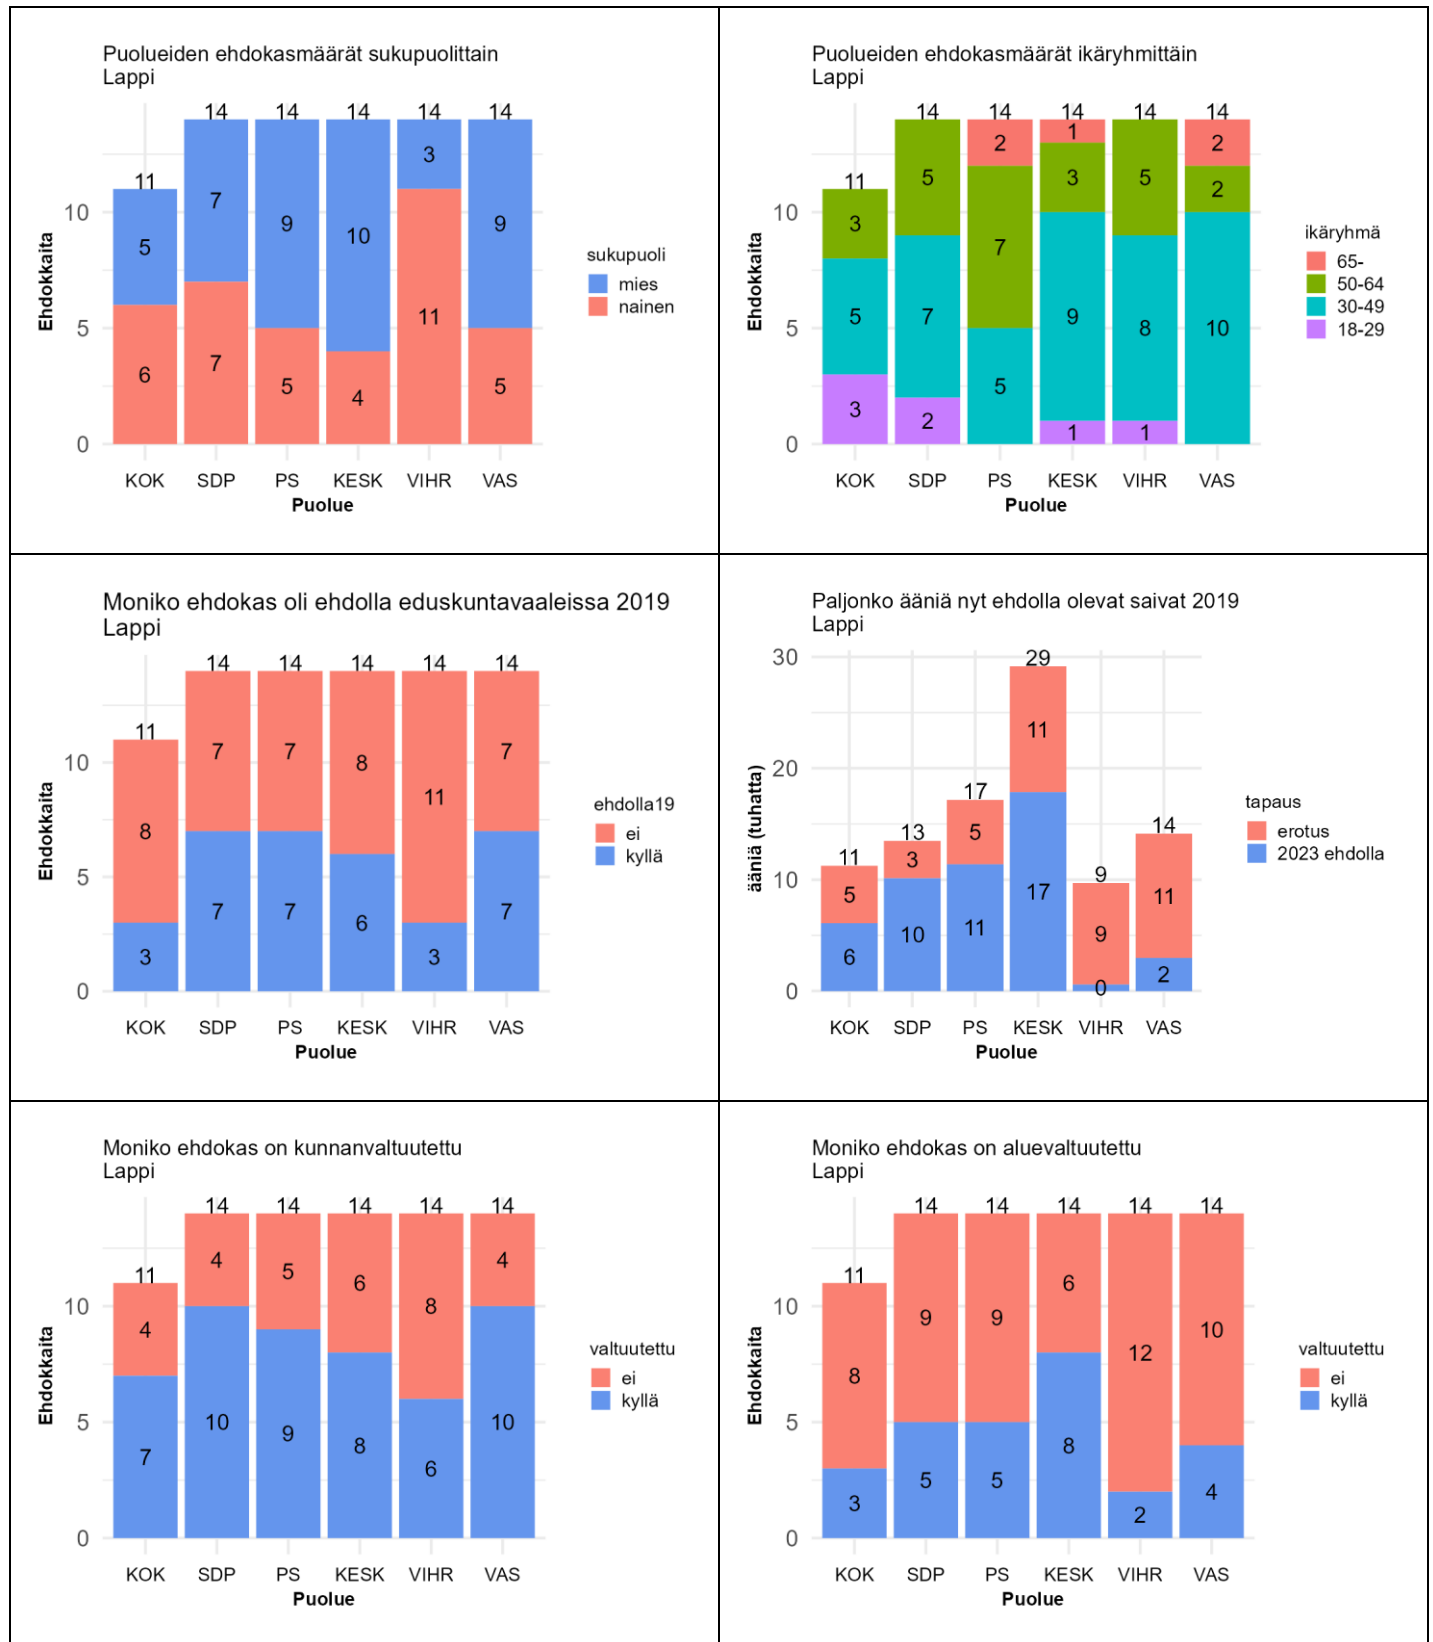 Puolueiden ehdokasmäärät sukupuolittain
Lappi
14 14 14 14 14
11
3
7
9
9
10
5
11
7
6
5
5
4
10
5
0
Ehdokkaita
KOK SDP PS KESK VIHR VAS
Puolue
sukupuoli
mies
nainen
Puolueiden ehdokasmäärät ikäryhmittäin
Lappi
14 14 14 14 14
11
3 5 7 1 3 5 2 2
2
5 7 5 9 8 10
3 2 1 1
10
5
0
Ehdokkaita
KOK SDP PS KESK VIHR VAS
Puolue
ikäryhmä
65-
50-64
30-49
18-29
Moniko ehdokas oli ehdolla eduskuntavaaleissa 2019
Lappi
14 14 14 14 14
11
8 7 7 8 11 7
3 7 7 6 3 7
10
5
0
Ehdokkaita
KOK SDP PS KESK VIHR VAS
Puolue
ehdolla19
ei
kyllä
Paljonko ääniä nyt ehdolla olevat saivat 2019
Lappi
11 13 17 29 9 14
5 3 5 11 9 11
6 10 11 17 0 2
30
20
10
0
ääniä (tuhatta)
KOK SDP PS KESK VIHR VAS
Puolue
tapaus
erotus
2023 ehdolla
Moniko ehdokas on kunnanvaltuutettu
Lappi
14 14 14 14 14
11
4 4 5 6 8 4
7 10 9 8 6 10
10
5
0
Ehdokkaita
KOK SDP PS KESK VIHR VAS
Puolue
valtuutettu
ei
kyllä
Moniko ehdokas on aluevaltuutettu
Lappi
14 14 14 14 14
11
8 9 9 6 12 10
3 5 5 8 2 4
10
5
0
Ehdokkaita
KOK SDP PS KESK VIHR VAS
Puolue
valtuutettu
ei
kyllä